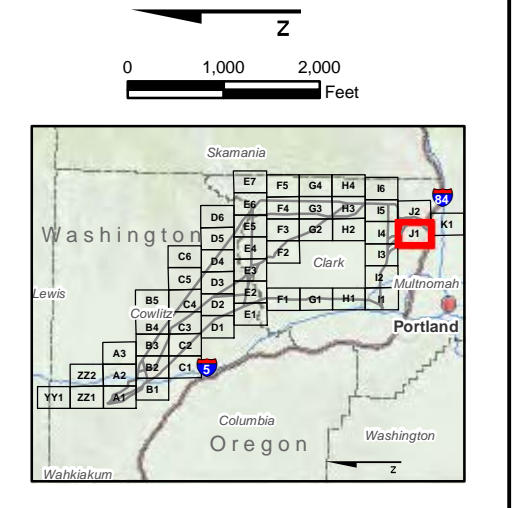 Z
0 1,000 2,000
Feet
Skamania
E7 F5 G4 H4 I6
84
E6 F4 G3 H3 I5 J2
D6 E5 K1
Washington D5 F3 G2 H2 I4 J1
C6 D4 E4 F2 Clark I3
C5 D3 E3 I2 Multnomah
Lewis B5 C4 D2 E2 F1 G1 H1 I1
Cowlitz B4 C3 D1 E1 Portland
A3 B3 C2
ZZ2 A2 B2 C1 5
YY1 ZZ1 A1 B1
Columbia
Oregon Washington
Wahkiakum
Z